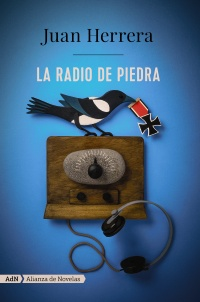 Juan Herrera
LA RADIO DE PIEDRA
AdN Alianza de Novelas